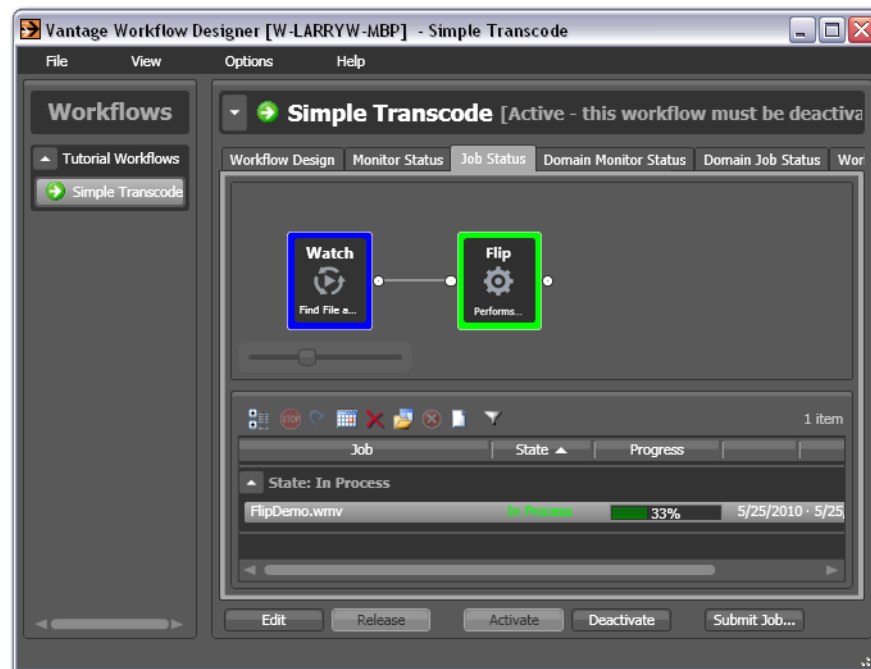 Vantage Workflow Designer [W-LARRYW-MBP] - Simple Transcode
File View Options Help
Workflows
Tutorial Workflows
Simple Transcode
Simple Transcode [Active - this workflow must be deactiva
Workflow Design Monitor Status Job Status Domain Monitor Status Domain Job Status Wor
Watch
Find File a...
Flip
Performs...
STOP
1 item
Job State Progress
State: In Process
FlipDemo.wmv In Process 33% 5/25/2010 · 5/25/
Edit Release Activate Deactivate Submit Job...